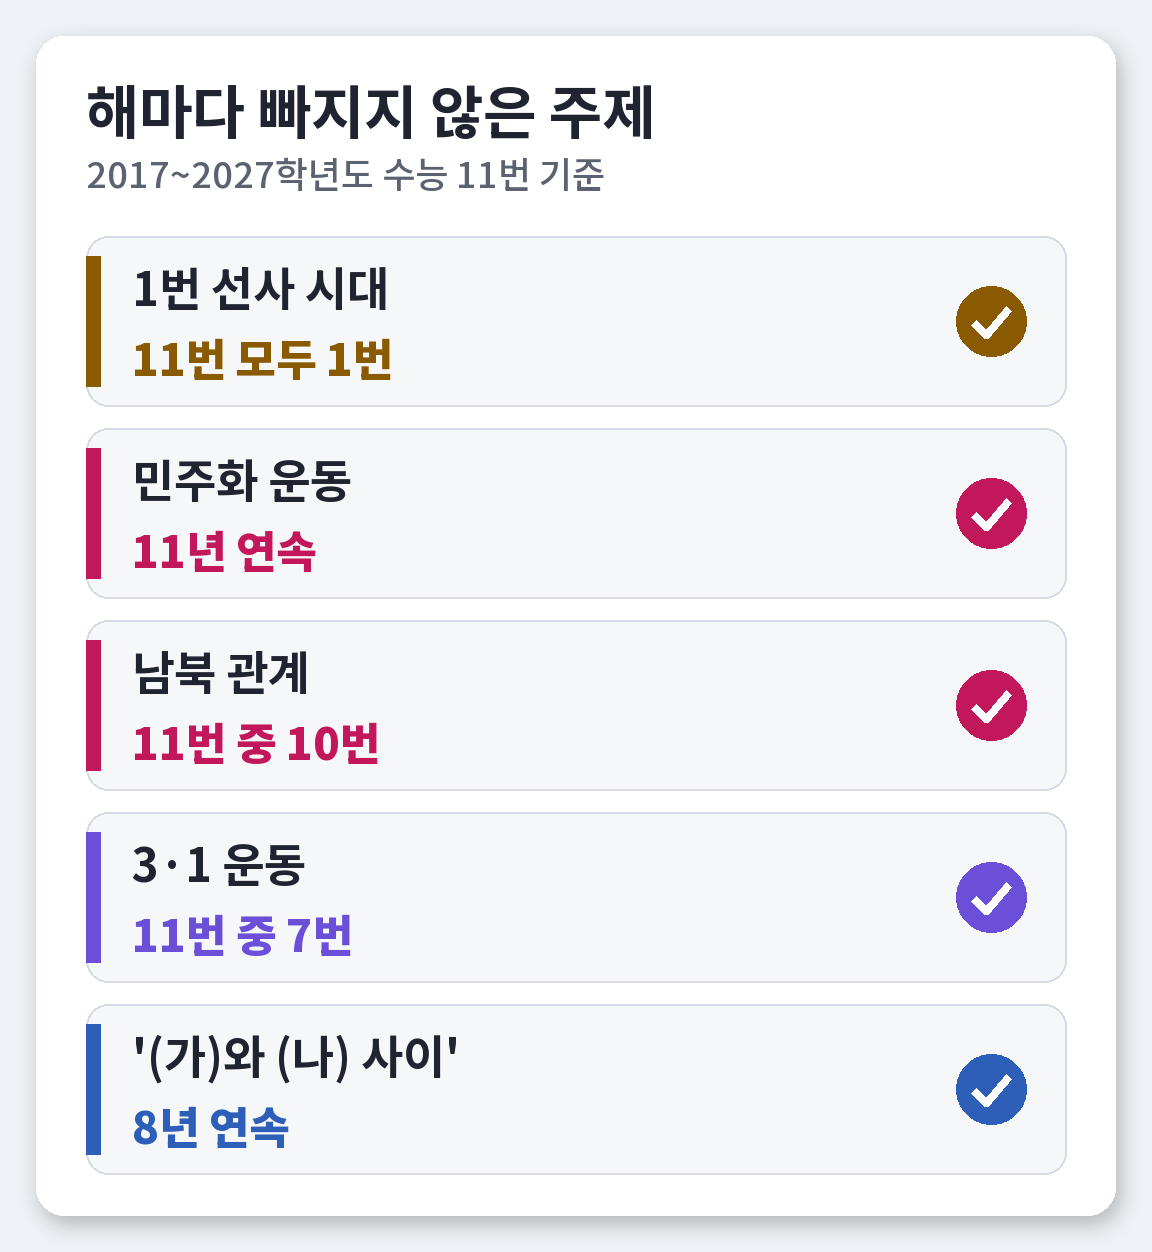 해마다 빠지지 않은 주제
2017~2027학년도 수능 11번 기준
1번 선사 시대
11번 모두 1번
민주화 운동
11년 연속
남북 관계
11번 중 10번
3·1 운동
11번 중 7번
'(가)와 (나) 사이'
8년 연속